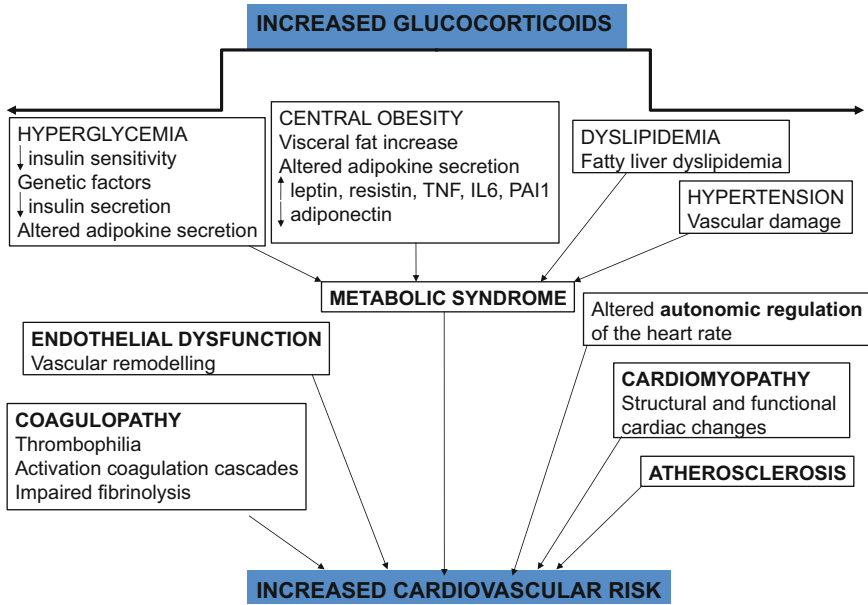 INCREASED GLUCOCORTICOIDS
HYPERGLYCEMIA
↓ insulin sensitivity
Genetic factors
↓ insulin secretion
Altered adipokine secretion
CENTRAL OBESITY
Visceral fat increase
Altered adipokine secretion
↑ leptin, resistin, TNF, IL6, PAI1
↓ adiponectin
DYSLIPIDEMIA
Fatty liver dyslipidemia
HYPERTENSION
Vascular damage
METABOLIC SYNDROME
ENDOTHELIAL DYSFUNCTION
Vascular remodelling
Altered autonomic regulation
of the heart rate
COAGULOPATHY
Thrombophilia
Activation coagulation cascades
Impaired fibrinolysis
CARDIOMYOPATHY
Structural and functional
cardiac changes
ATHEROSCLEROSIS
INCREASED CARDIOVASCULAR RISK